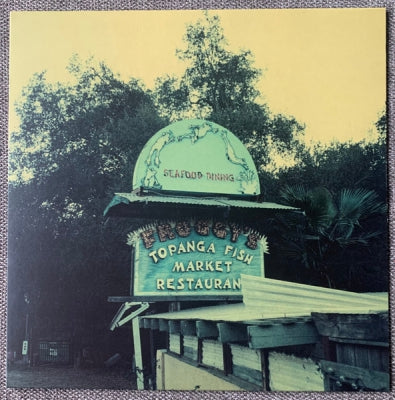 SEAFOOD DINING
FROGGY'S
TOPANGA FISH
MARKET
RESTAURANT